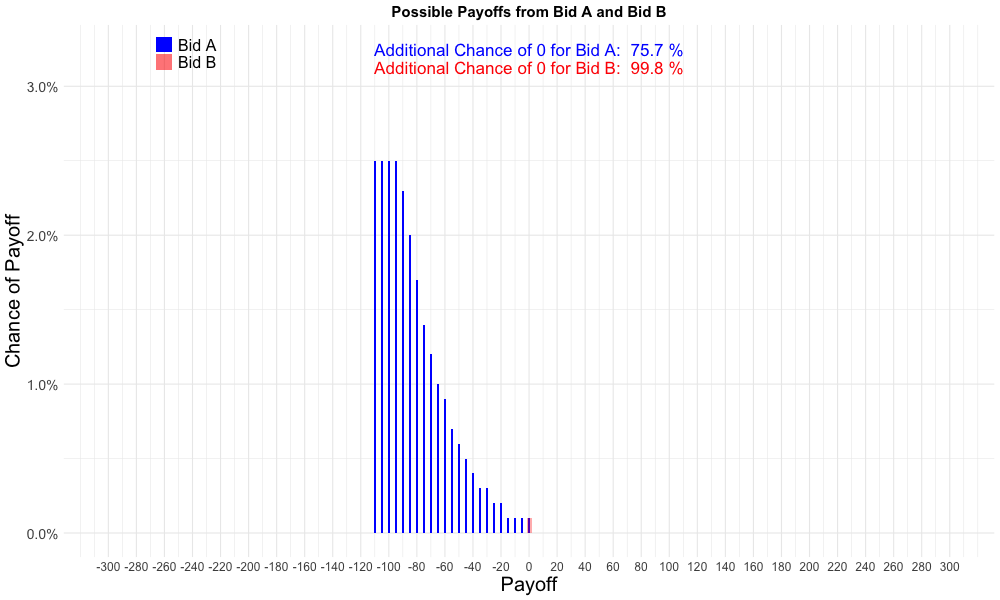 Possible Payoffs from Bid A and Bid B
Bid A
Bid B
Additional Chance of 0 for Bid A:  75.7 %
Additional Chance of 0 for Bid B:  99.8 %
Chance of Payoff
3.0%
2.0%
1.0%
0.0%
-300 -280 -260 -240 -220 -200 -180 -160 -140 -120 -100 -80 -60 -40 -20 0 20 40 60 80 100 120 140 160 180 200 220 240 260 280 300
Payoff